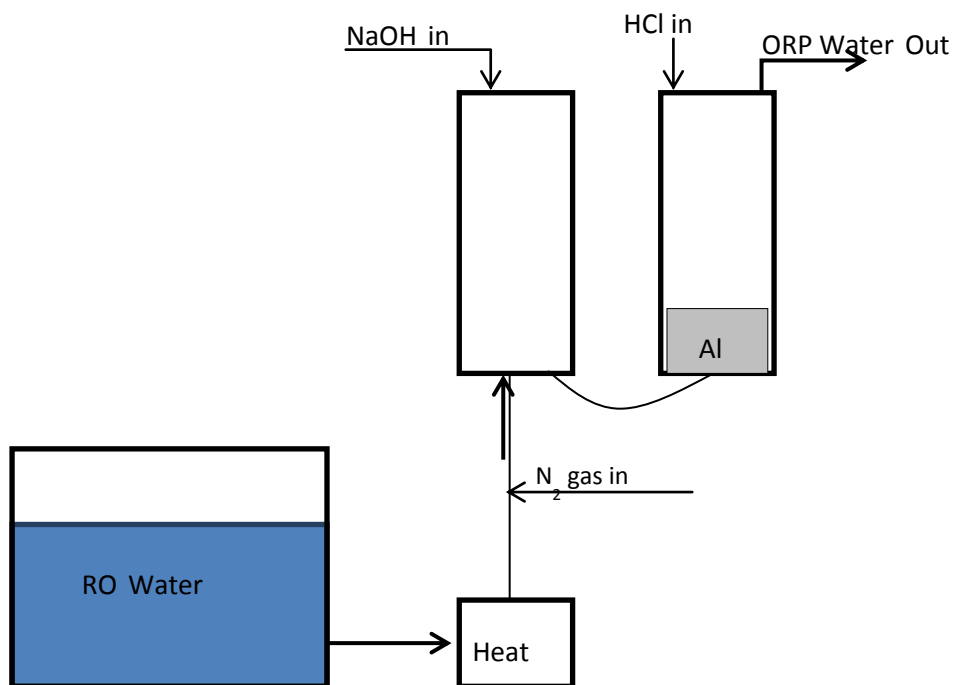 NaOH in
HCl in
ORP Water Out
Al
N2 gas in
RO Water
Heat